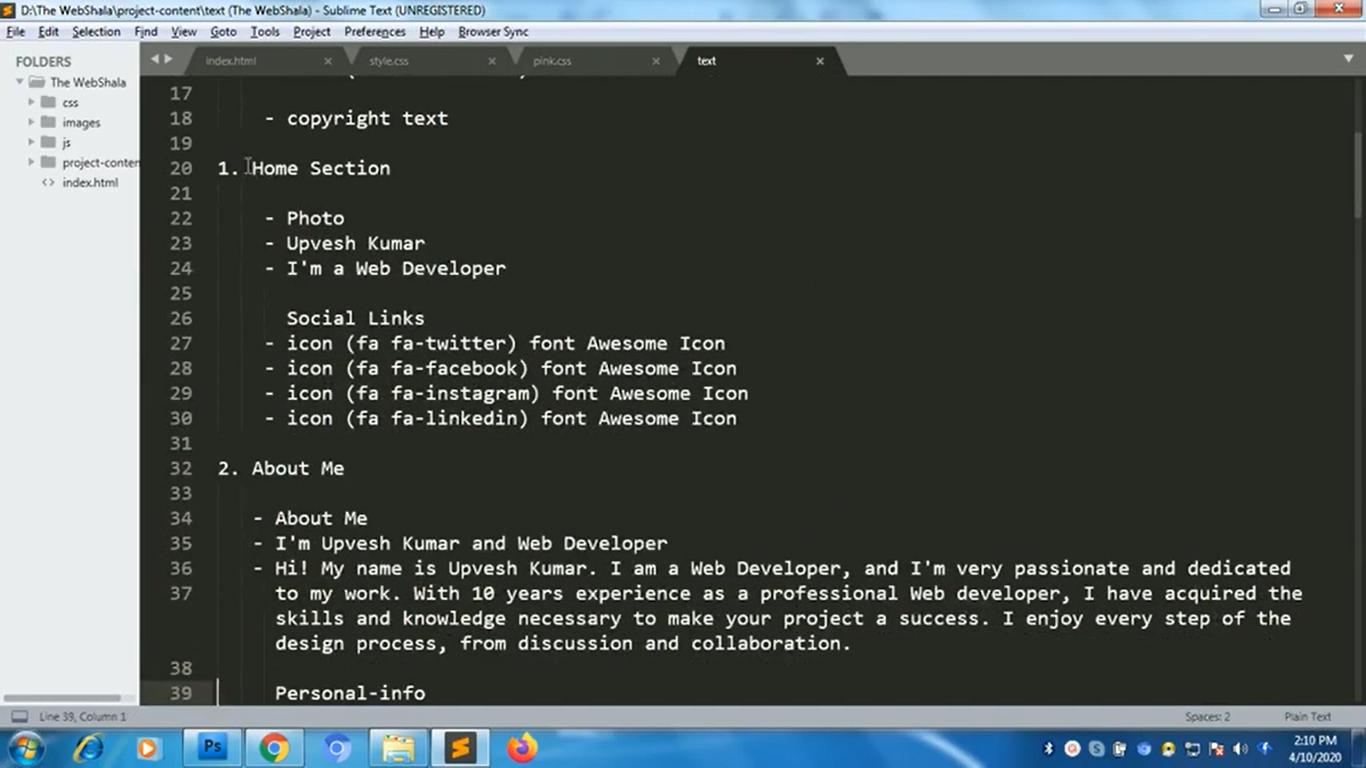 D:\The WebShala\project-content\text (The WebShala) - Sublime Text (UNREGISTERED)
File Edit Selection Find View Goto Tools Project Preferences Help Browser Sync
FOLDERS
The WebShala
css
images
js
project-conten
index.html
index.html × style.css × pink.css × text ×
17
18 - copyright text
19
20 1. Home Section
21
22 - Photo
23 - Upvesh Kumar
24 - I'm a Web Developer
25
26 Social Links
27 - icon (fa fa-twitter) font Awesome Icon
28 - icon (fa fa-facebook) font Awesome Icon
29 - icon (fa fa-instagram) font Awesome Icon
30 - icon (fa fa-linkedin) font Awesome Icon
31
32 2. About Me
33
34 - About Me
35 - I'm Upvesh Kumar and Web Developer
36 - Hi! My name is Upvesh Kumar. I am a Web Developer, and I'm very passionate and dedicated
37 to my work. With 10 years experience as a professional Web developer, I have acquired the
skills and knowledge necessary to make your project a success. I enjoy every step of the
design process, from discussion and collaboration.
38
39 Personal-info
Line 39, Column 1
Spaces: 2 Plain Text
Ps
2:10 PM
4/10/2020